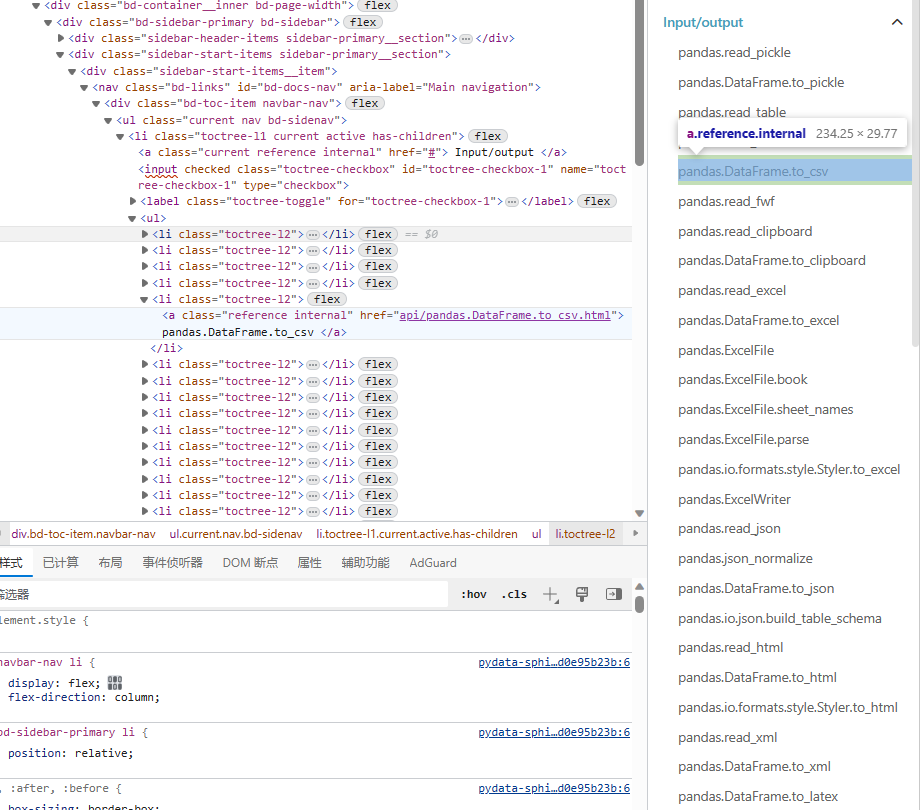 ▼<div class="bd-container__inner bd-page-width"> flex
▼<div class="bd-sidebar-primary bd-sidebar"> flex
▶<div class="sidebar-header-items sidebar-primary__section">…</div>
▼<div class="sidebar-start-items sidebar-primary__section">
▼<div class="sidebar-start-items__item">
▼<nav class="bd-links" id="bd-docs-nav" aria-label="Main navigation">
▼<div class="bd-toc-item navbar-nav"> flex
▼<ul class="current nav bd-sidenav">
▼<li class="toctree-l1 current active has-children"> flex
<a class="current reference internal" href="#"> Input/output </a>
<input checked class="toctree-checkbox" id="toctree-checkbox-1" name="toct
ree-checkbox-1" type="checkbox">
▶<label class="toctree-toggle" for="toctree-checkbox-1">…</label> flex
▼<ul>
▶<li class="toctree-l2">…</li> flex == $0
▶<li class="toctree-l2">…</li> flex
▶<li class="toctree-l2">…</li> flex
▶<li class="toctree-l2">…</li> flex
▼<li class="toctree-l2"> flex
<a class="reference internal" href="api/pandas.DataFrame.to_csv.html">
pandas.DataFrame.to_csv </a>
</li>
▶<li class="toctree-l2">…</li> flex
▶<li class="toctree-l2">…</li> flex
▶<li class="toctree-l2">…</li> flex
▶<li class="toctree-l2">…</li> flex
▶<li class="toctree-l2">…</li> flex
▶<li class="toctree-l2">…</li> flex
▶<li class="toctree-l2">…</li> flex
▶<li class="toctree-l2">…</li> flex
▶<li class="toctree-l2">…</li> flex
▶<li class="toctree-l2">…</li> flex
div.bd-toc-item.navbar-nav ul.current.nav.bd-sidenav li.toctree-l1.current.active.has-children ul li.toctree-l2
样式 已计算 布局 事件侦听器 DOM 断点 属性 辅助功能 AdGuard
筛选器 :hov .cls
lement.style {
navbar-nav li { pydata-sphi…d0e95b23b:6
display: flex;
flex-direction: column;
bd-sidebar-primary li { pydata-sphi…d0e95b23b:6
position: relative;
, :after, :before { pydata-sphi…d0e95b23b:6
box-sizing: border-box;
Input/output
pandas.read_pickle
pandas.DataFrame.to_pickle
pandas.read_table
a.reference.internal 234.25 × 29.77
pandas.DataFrame.to_csv
pandas.read_fwf
pandas.read_clipboard
pandas.DataFrame.to_clipboard
pandas.read_excel
pandas.DataFrame.to_excel
pandas.ExcelFile
pandas.ExcelFile.book
pandas.ExcelFile.sheet_names
pandas.ExcelFile.parse
pandas.io.formats.style.Styler.to_excel
pandas.ExcelWriter
pandas.read_json
pandas.json_normalize
pandas.DataFrame.to_json
pandas.io.json.build_table_schema
pandas.read_html
pandas.DataFrame.to_html
pandas.io.formats.style.Styler.to_html
pandas.read_xml
pandas.DataFrame.to_xml
pandas.DataFrame.to_latex